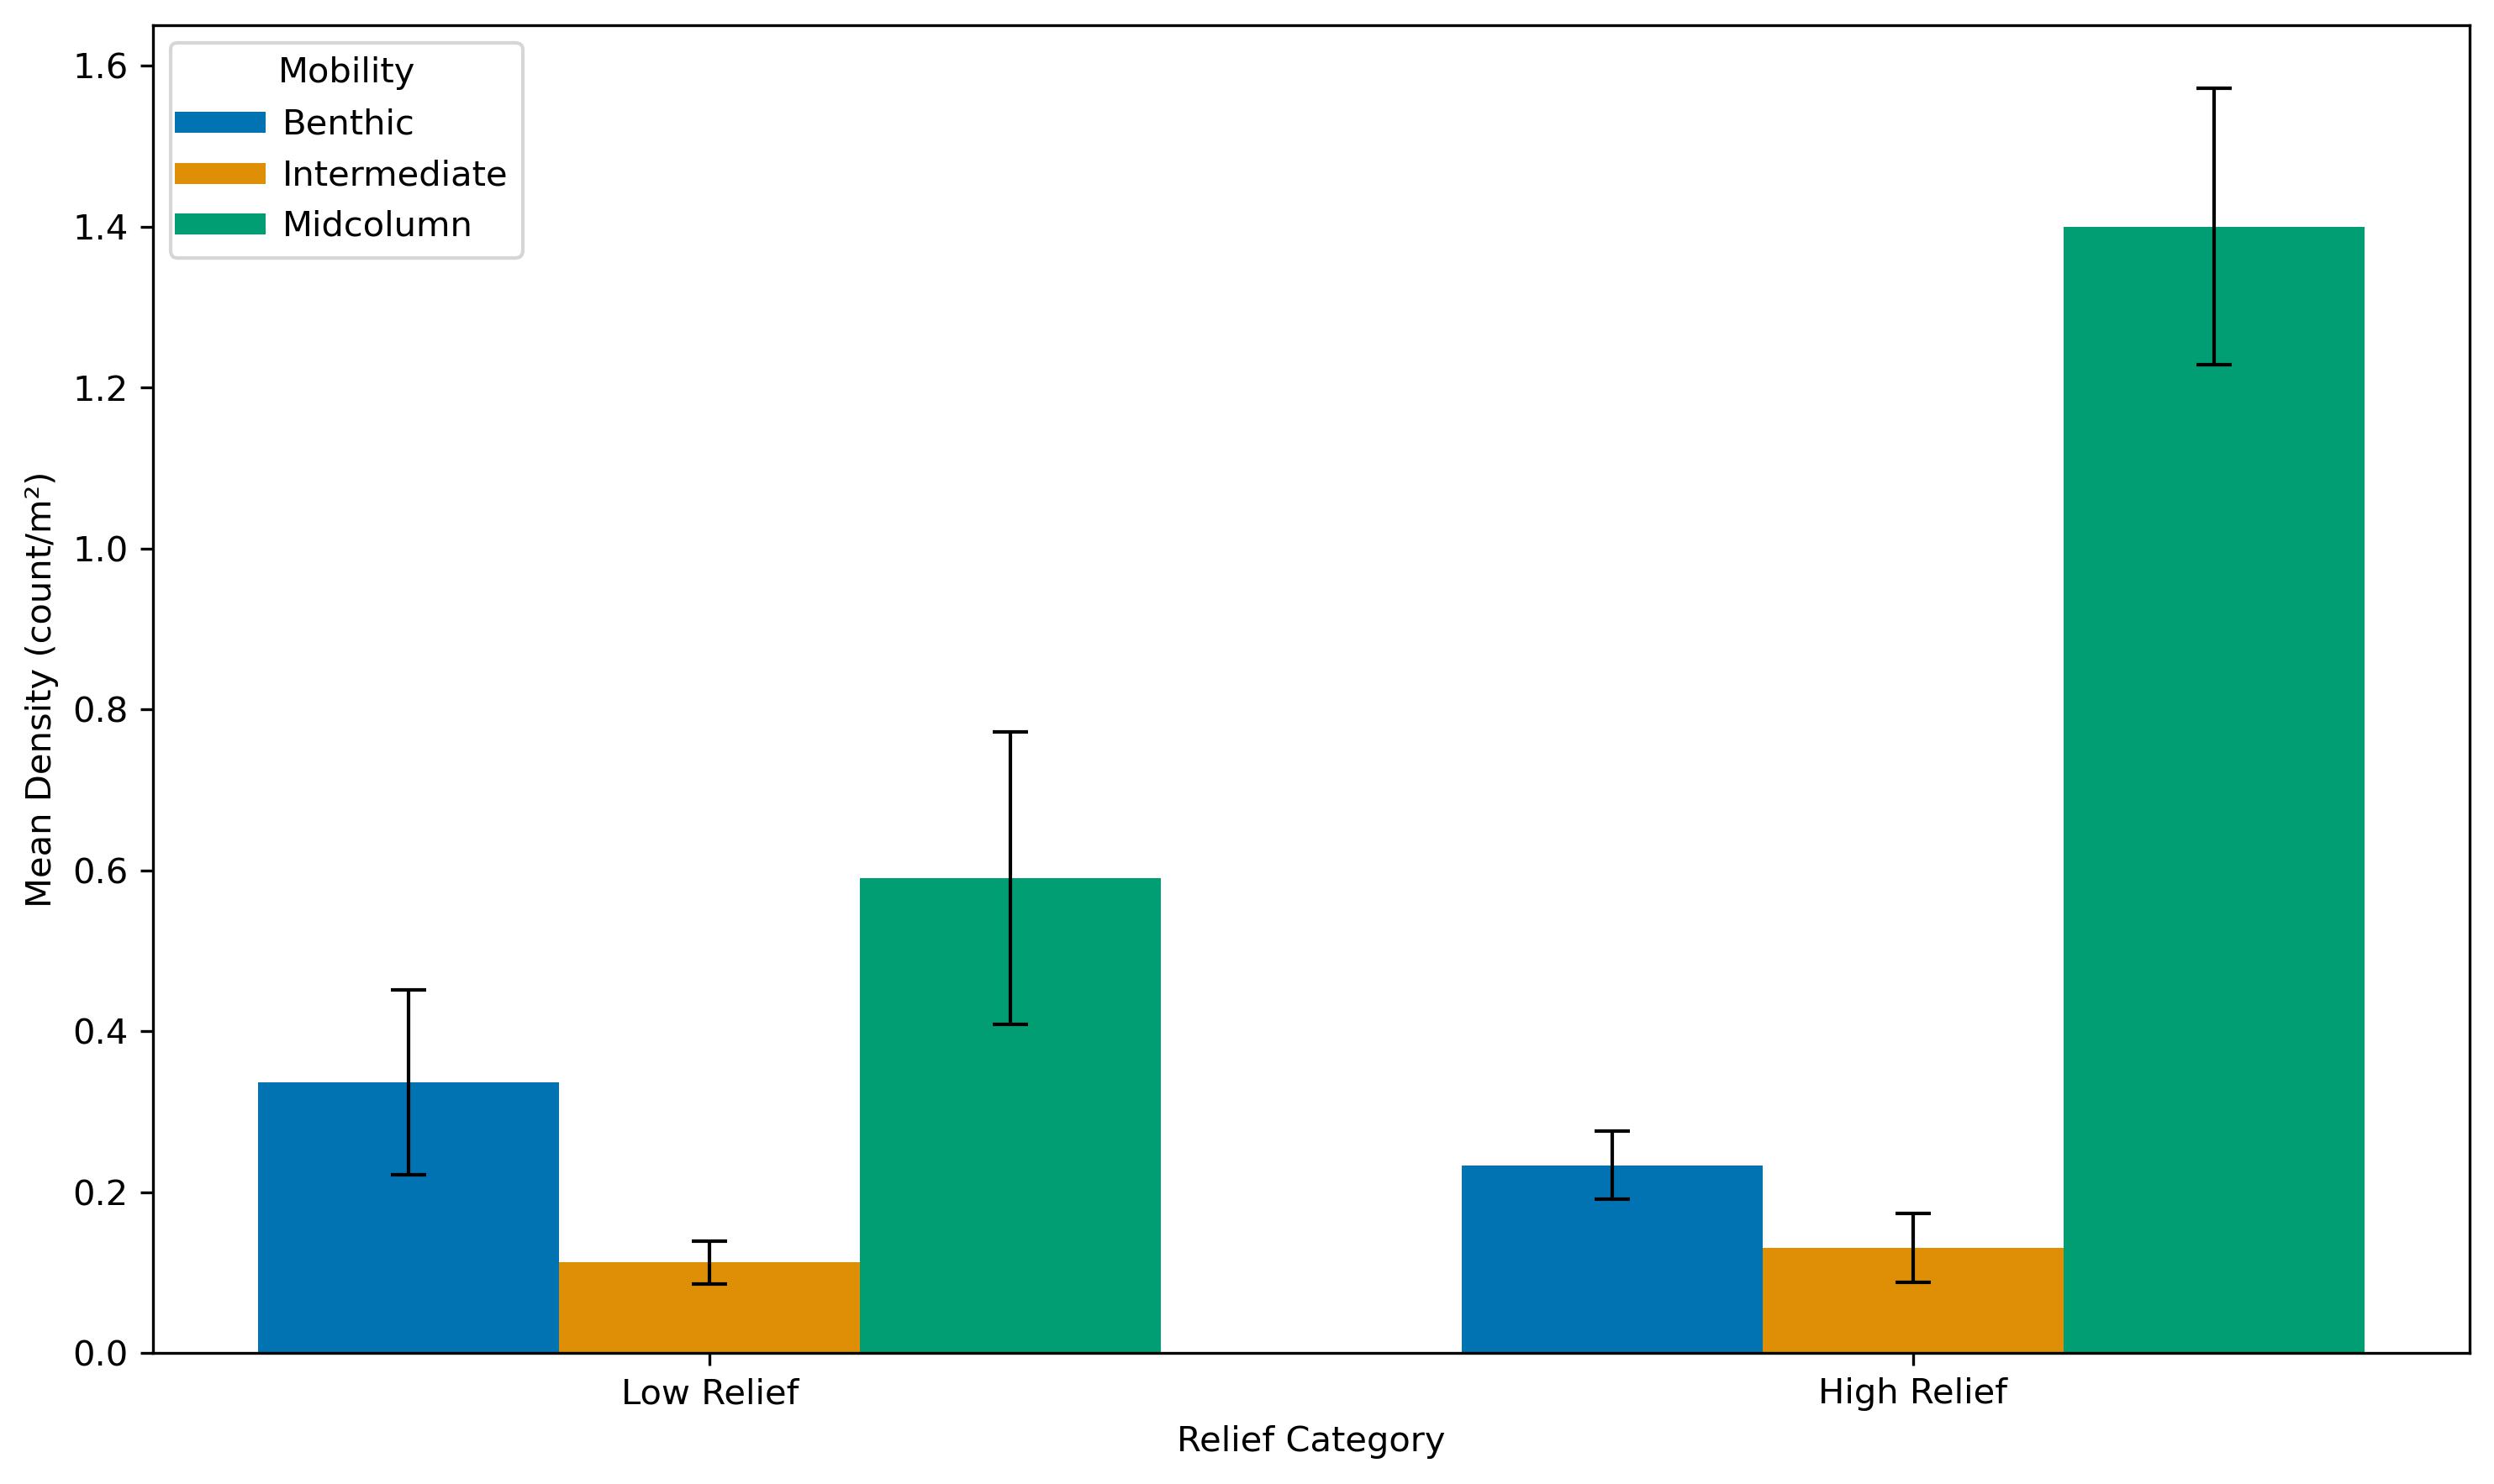 Mobility
Benthic
Intermediate
Midcolumn
Mean Density (count/m²)
1.6
1.4
1.2
1.0
0.8
0.6
0.4
0.2
0.0
Low Relief
High Relief
Relief Category